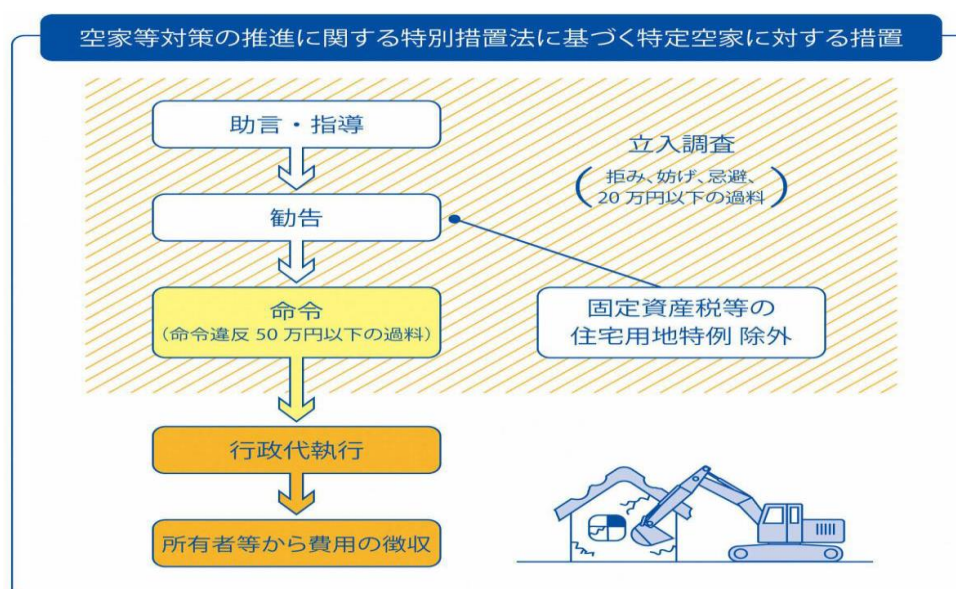 空家等対策の推進に関する特別措置法に基づく特定空家に対する措置
助言・指導
立入調査
(拒み、妨げ、忌避、
20万円以下の過料)
勧告
命令
(命令違反 50 万円以下の過料)
固定資産税等の
住宅用地特例 除外
行政代執行
所有者等から費用の徴収